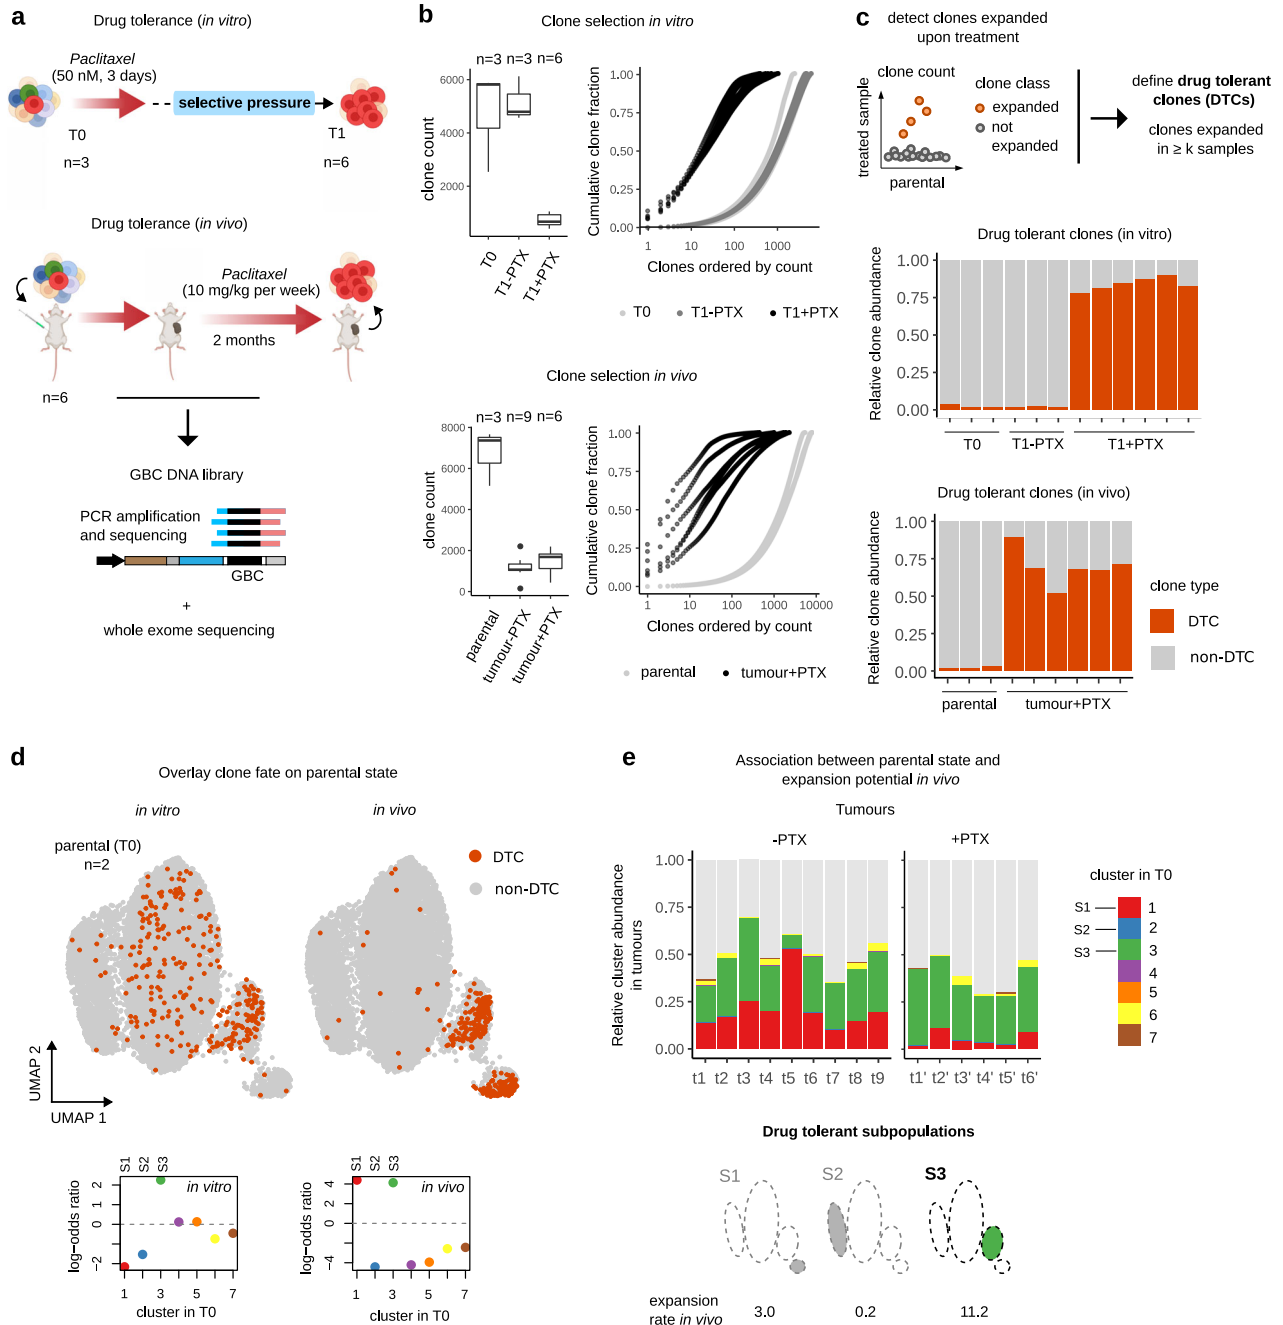 a
Drug tolerance (in vitro)
Paclitaxel
(50 nM, 3 days)
selective pressure
T0
T1
n=3
n=6
Drug tolerance (in vivo)
Paclitaxel
(10 mg/kg per week)
2 months
n=6
GBC DNA library
PCR amplification
and sequencing
GBC
+
whole exome sequencing
b
Clone selection in vitro
n=3 n=3 n=6
clone count
6000
4000
2000
T0
T1-PTX
T1+PTX
Cumulative clone fraction
1.00
0.75
0.50
0.25
0.00
1 10 100 1000
Clones ordered by count
T0 T1-PTX T1+PTX
Clone selection in vivo
n=3 n=9 n=6
clone count
8000
6000
4000
2000
0
parental
tumour-PTX
tumour+PTX
Cumulative clone fraction
1.00
0.75
0.50
0.25
0.00
1 10 100 1000 10000
Clones ordered by count
parental tumour+PTX
c
detect clones expanded
upon treatment
clone count
treated sample
parental
clone class
expanded
not
expanded
define drug tolerant
clones (DTCs)
clones expanded
in ≥ k samples
Drug tolerant clones (in vitro)
Relative clone abundance
1.00
0.75
0.50
0.25
0.00
T0 T1-PTX T1+PTX
Drug tolerant clones (in vivo)
Relative clone abundance
1.00
0.75
0.50
0.25
0.00
parental tumour+PTX
clone type
DTC
non-DTC
d
Overlay clone fate on parental state
in vitro in vivo
parental (T0)
n=2
DTC
non-DTC
UMAP 2
UMAP 1
S1 S2 S3
log−odds ratio
2
1
0
−2
in vitro
1 3 5 7
cluster in T0
S1 S2 S3
log−odds ratio
4
2
0
−4
in vivo
1 3 5 7
cluster in T0
e
Association between parental state and
expansion potential in vivo
Tumours
-PTX +PTX
Relative cluster abundance
in tumours
1.00
0.75
0.50
0.25
0.00
t1 t2 t3 t4 t5 t6 t7 t8 t9
t1' t2' t3' t4' t5' t6'
cluster in T0
S1 1
S2 2
S3 3
4
5
6
7
Drug tolerant subpopulations
S1 S2 S3
expansion
rate in vivo
3.0 0.2 11.2